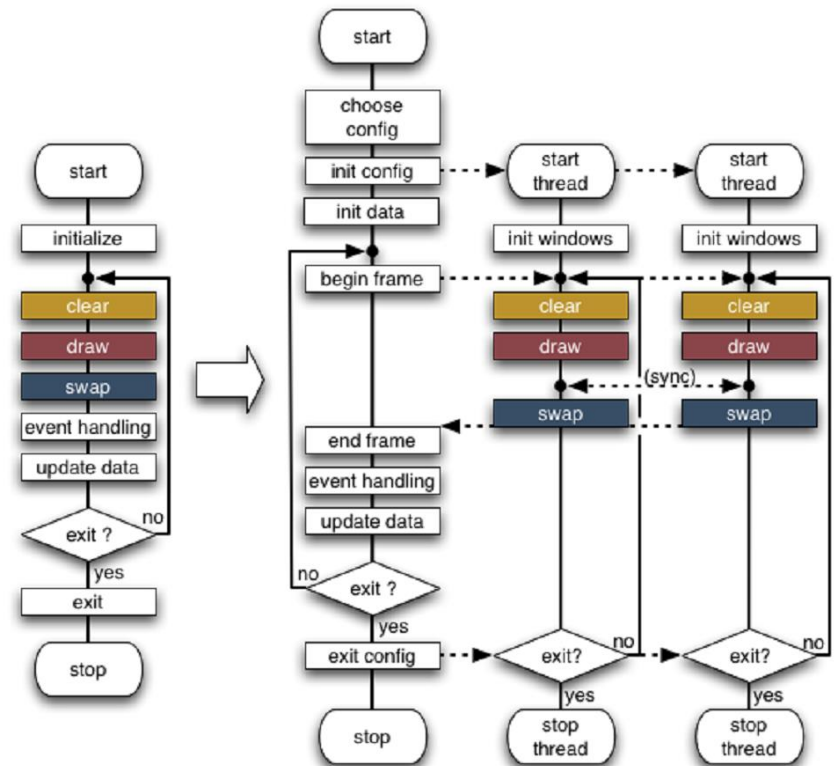 start
initialize
clear
draw
swap
event handling
update data
exit ?
no
yes
exit
stop
start
choose
config
init config
init data
begin frame
end frame
event handling
update data
exit ?
no
yes
exit config
stop
start
thread
init windows
clear
draw
(sync)
swap
exit?
no
yes
stop
thread
start
thread
init windows
clear
draw
swap
exit?
no
yes
stop
thread